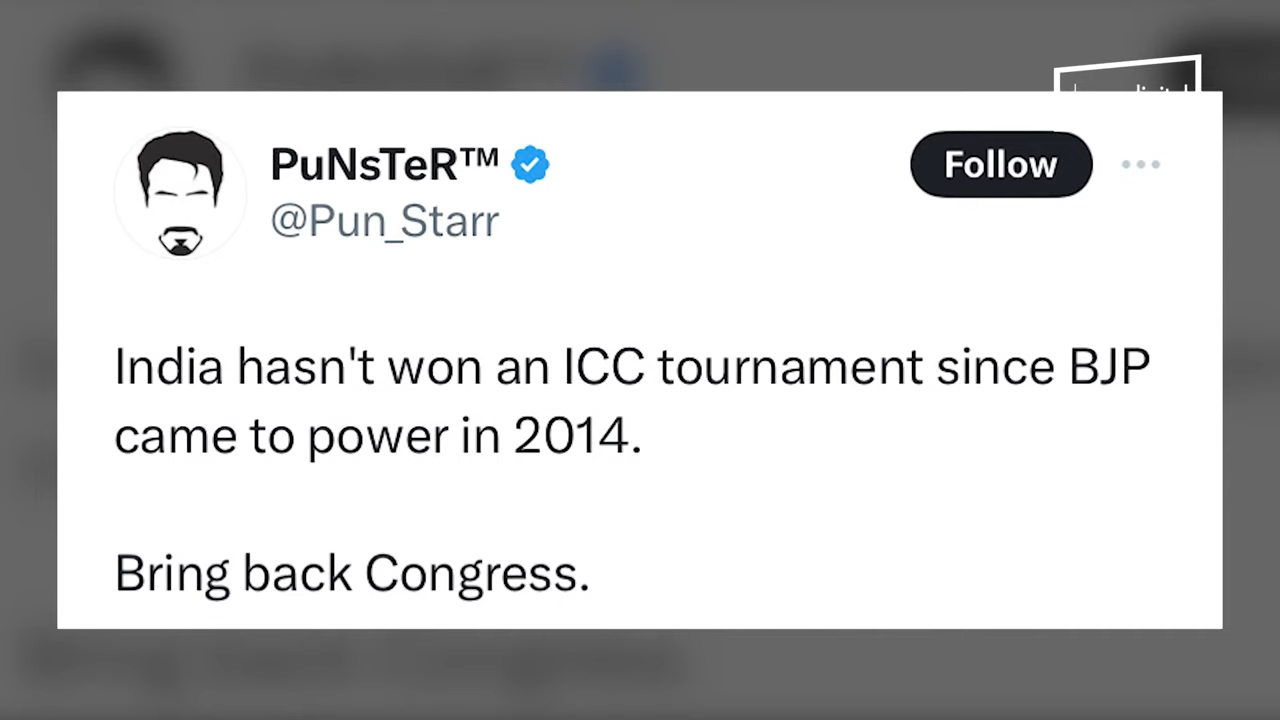 PuNsTeR™
Follow
@Pun_Starr
India hasn't won an ICC tournament since BJP
came to power in 2014.
Bring back Congress.